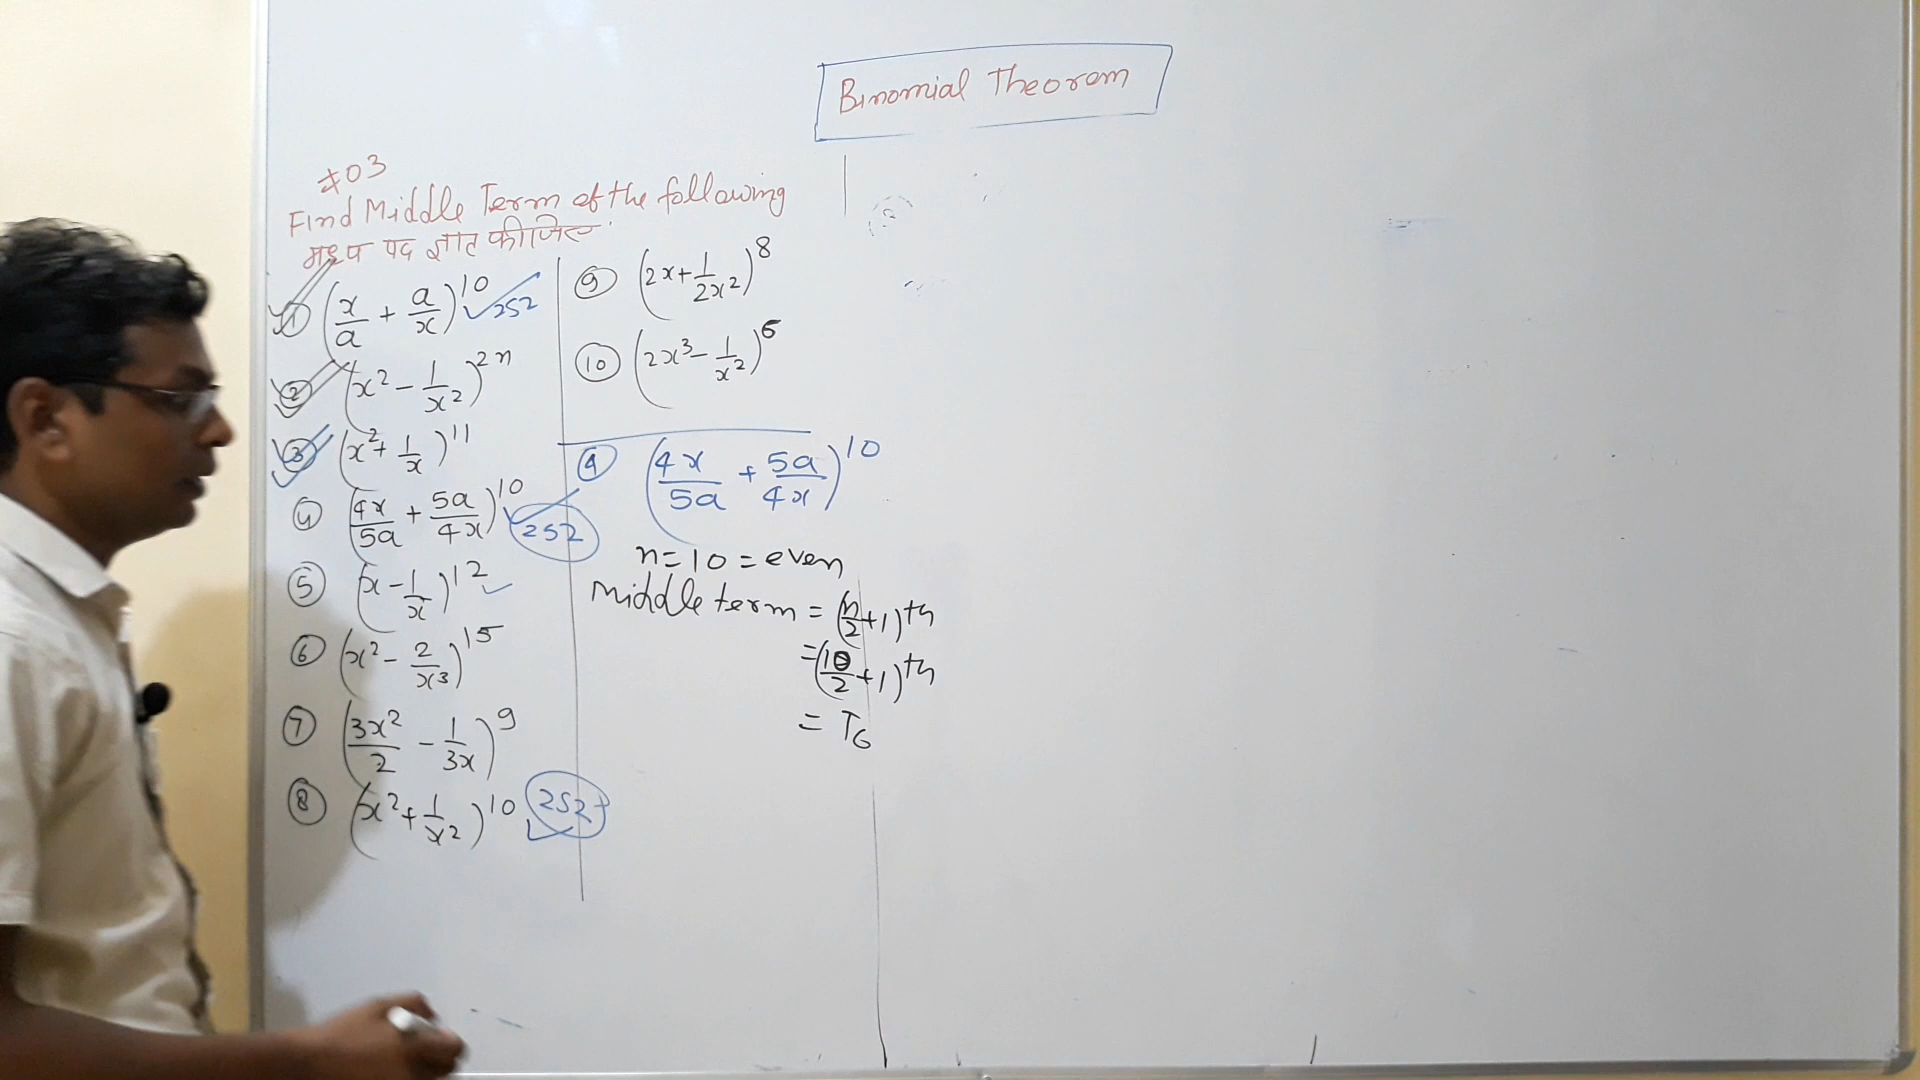 Binomial Theorem
#03
Find Middle Term of the following
मध्य पद ज्ञात कीजिए
① (x/a + a/x)^10 252
② (x² - 1/x²)^2n
③ (x² + 1/x)^11
④ (4x/5a + 5a/4x)^10 252
⑤ (x - 1/x)^12
⑥ (x² - 2/x³)^15
⑦ (3x²/2 - 1/3x)^9
⑧ (x² + 1/x²)^10 252
⑨ (2x + 1/2x²)^8
⑩ (2x³ - 1/x²)^5
④ (4x/5a + 5a/4x)^10
n = 10 = even
Middle term = (n/2 + 1)th
= (10/2 + 1)th
= T₆